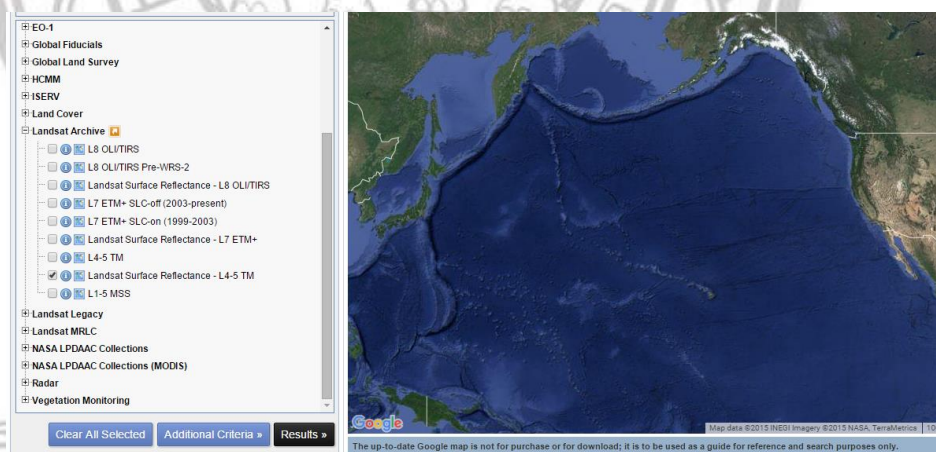 EO-1
Global Fiducials
Global Land Survey
HCMM
ISERV
Land Cover
Landsat Archive
L8 OLI/TIRS
L8 OLI/TIRS Pre-WRS-2
Landsat Surface Reflectance - L8 OLI/TIRS
L7 ETM+ SLC-off (2003-present)
L7 ETM+ SLC-on (1999-2003)
Landsat Surface Reflectance - L7 ETM+
L4-5 TM
Landsat Surface Reflectance - L4-5 TM
L1-5 MSS
Landsat Legacy
Landsat MRLC
NASA LPDAAC Collections
NASA LPDAAC Collections (MODIS)
Radar
Vegetation Monitoring
Clear All Selected
Additional Criteria »
Results »
Google
Map data ©2015 INEGI Imagery ©2015 NASA, TerraMetrics
The up-to-date Google map is not for purchase or for download; it is to be used as a guide for reference and search purposes only.